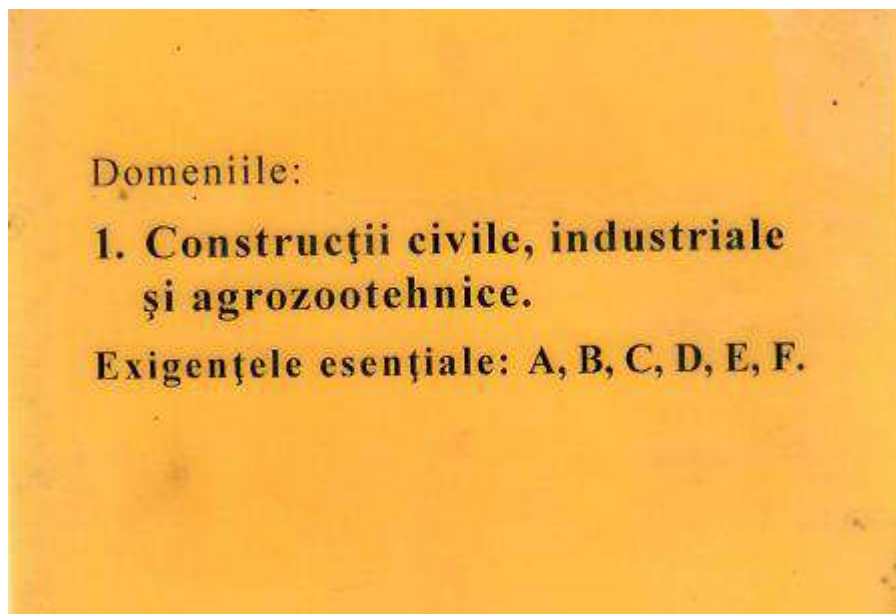 Domeniile:
1. Construcţii civile, industriale
şi agrozootehnice.
Exigenţele esenţiale: A, B, C, D, E, F.